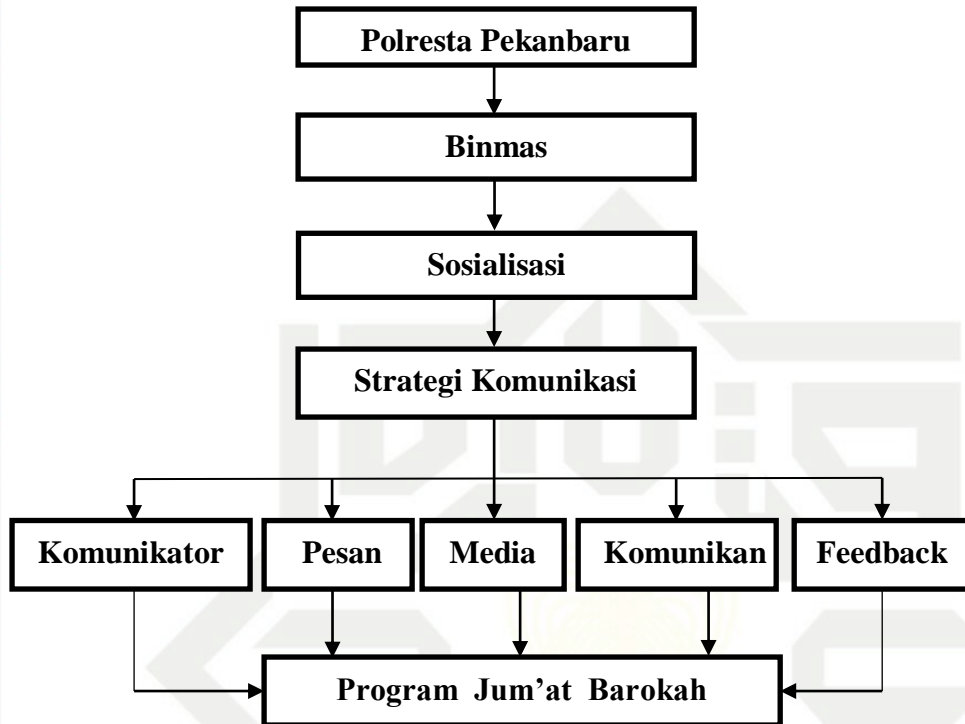 Polresta Pekanbaru
Binmas
Sosialisasi
Strategi Komunikasi
Komunikator
Pesan
Media
Komunikan
Feedback
Program Jum’at Barokah